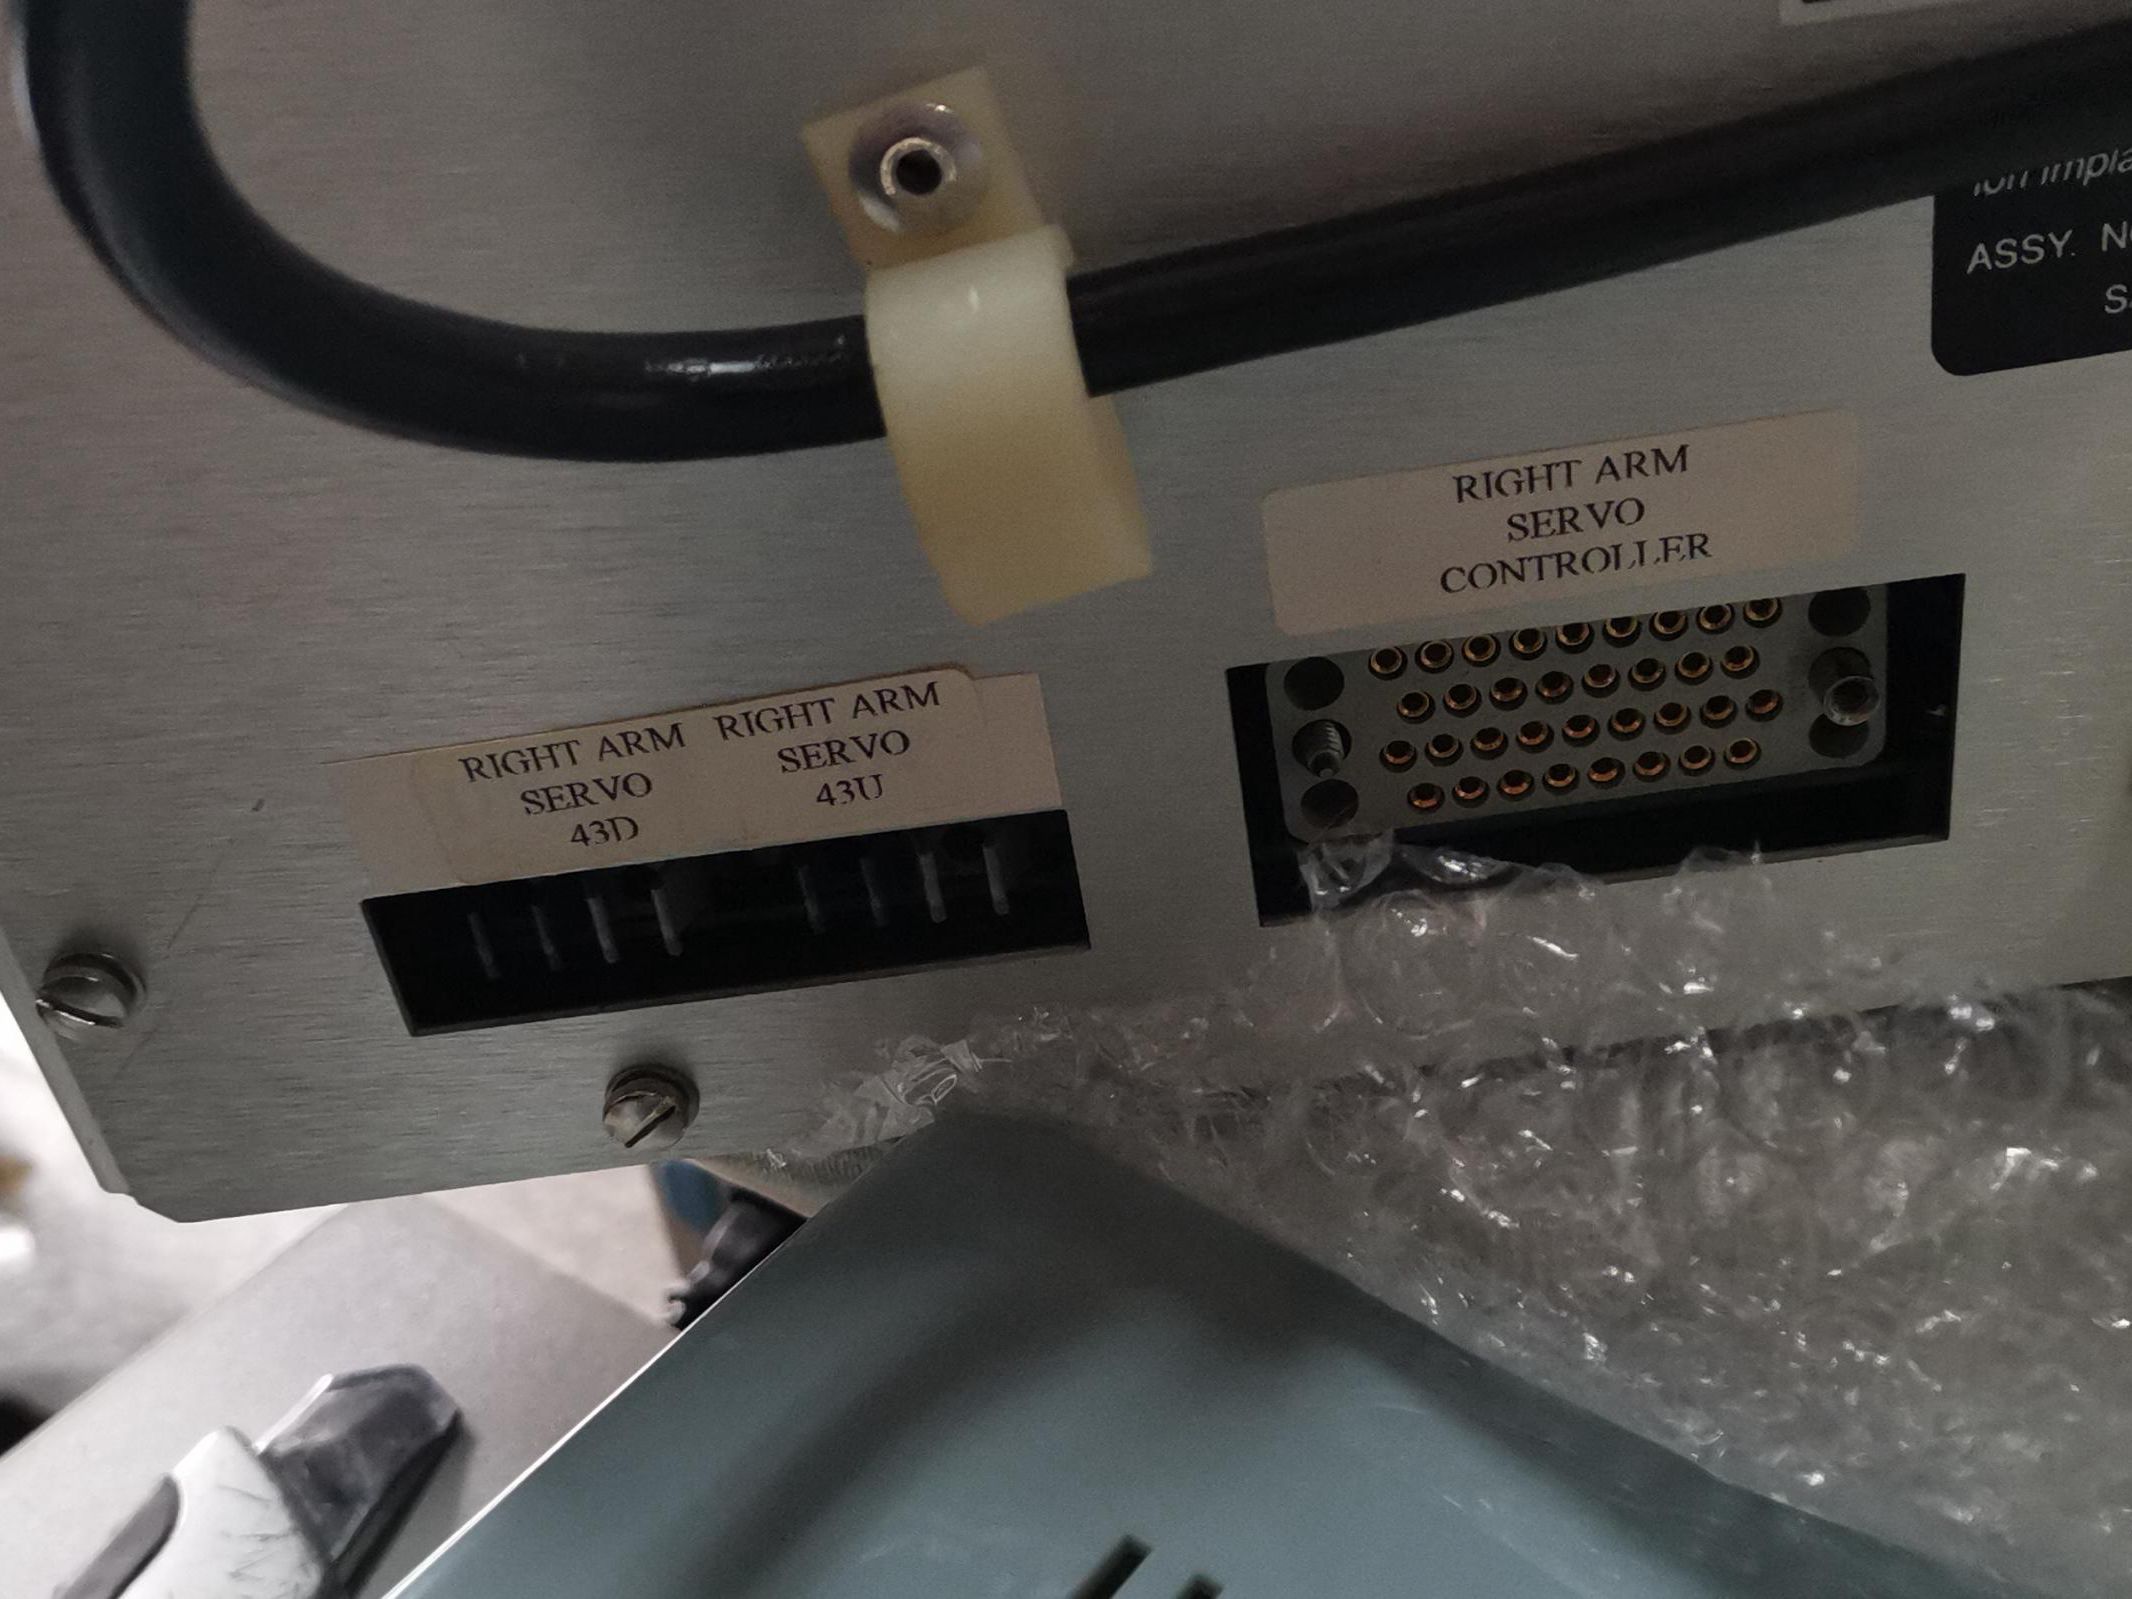 ASSY.
RIGHT ARM
SERVO
CONTROLLER
RIGHT ARM
SERVO
43D
RIGHT ARM
SERVO
43U